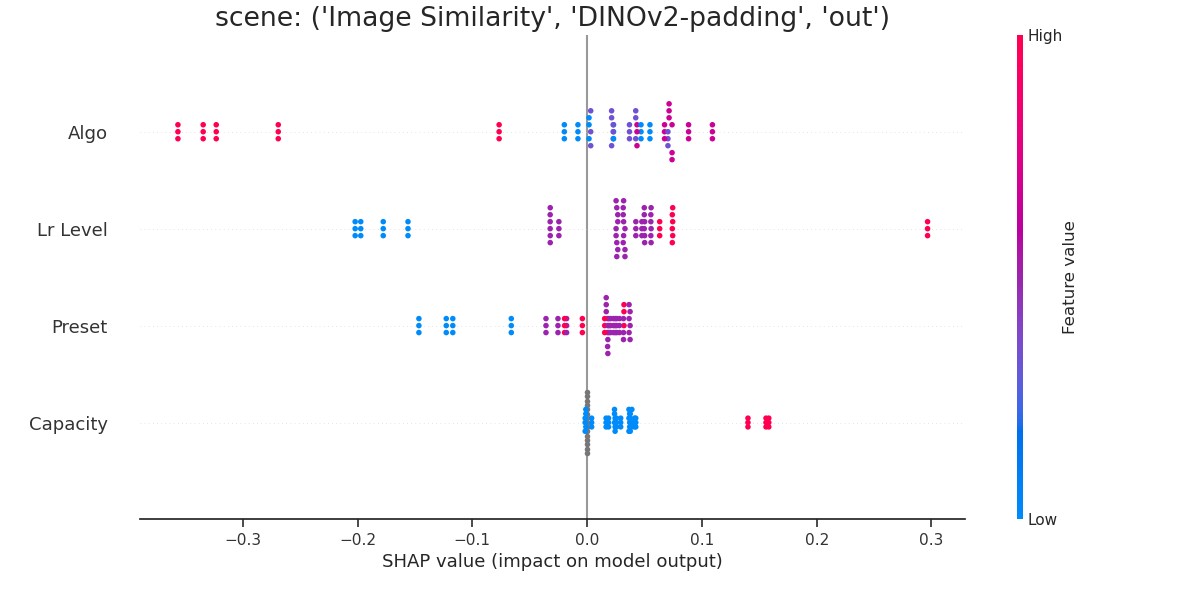 scene: ('Image Similarity', 'DINOv2-padding', 'out')
High
Algo
Lr Level
Preset
Capacity
Feature value
Low
−0.3 −0.2 −0.1 0.0 0.1 0.2 0.3
SHAP value (impact on model output)